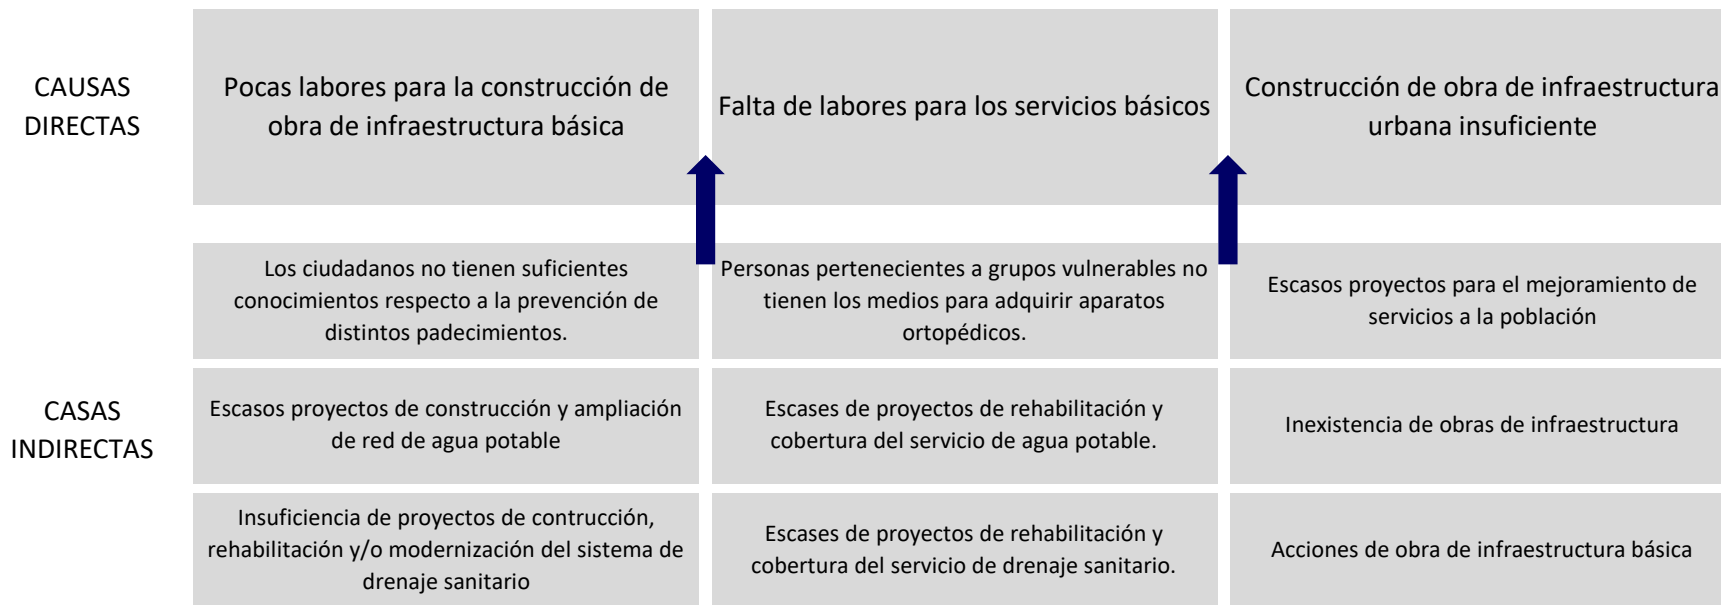 CAUSAS
DIRECTAS
Pocas labores para la construcción de
obra de infraestructura básica
Falta de labores para los servicios básicos
Construcción de obra de infraestructura
urbana insuficiente
Los ciudadanos no tienen suficientes
conocimientos respecto a la prevención de
distintos padecimientos.
Personas pertenecientes a grupos vulnerables no
tienen los medios para adquirir aparatos
ortopédicos.
Escasos proyectos para el mejoramiento de
servicios a la población
CASAS
INDIRECTAS
Escasos proyectos de construcción y ampliación
de red de agua potable
Escases de proyectos de rehabilitación y
cobertura del servicio de agua potable.
Inexistencia de obras de infraestructura
Insuficiencia de proyectos de contrucción,
rehabilitación y/o modernización del sistema de
drenaje sanitario
Escases de proyectos de rehabilitación y
cobertura del servicio de drenaje sanitario.
Acciones de obra de infraestructura básica